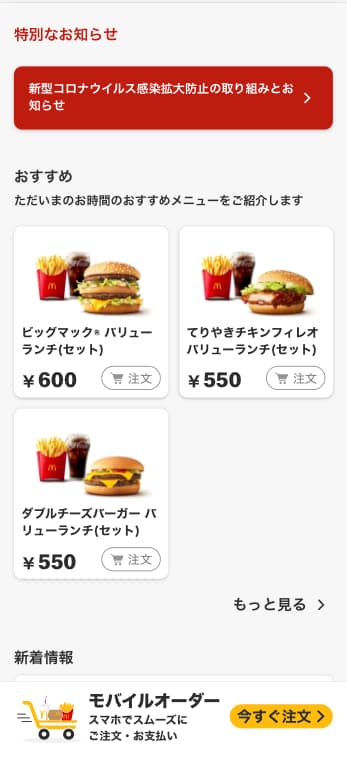 特別なお知らせ
新型コロナウイルス感染拡大防止の取り組みとお
知らせ
おすすめ
ただいまのお時間のおすすめメニューをご紹介します
ビッグマック® バリュー
ランチ(セット)
¥600
注文
てりやきチキンフィレオ
バリューランチ(セット)
¥550
注文
ダブルチーズバーガー バ
リューランチ(セット)
¥550
注文
もっと見る
新着情報
モバイルオーダー
スマホでスムーズに
ご注文・お支払い
今すぐ注文